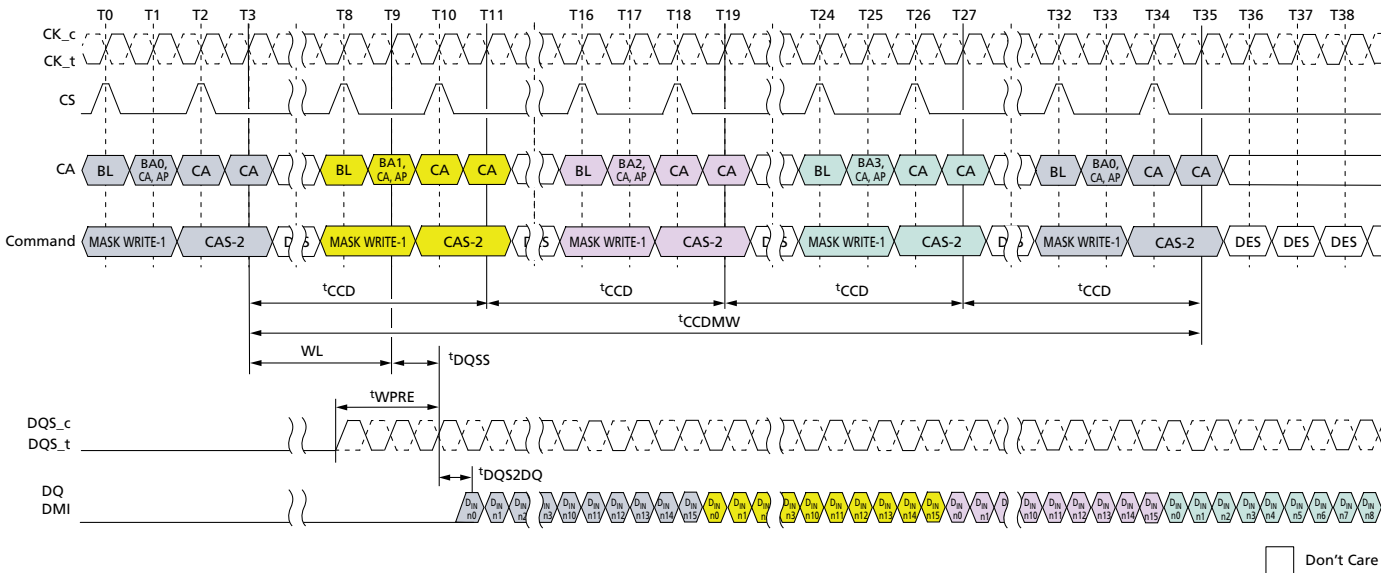 T0 T1 T2 T3 T8 T9 T10 T11 T16 T17 T18 T19 T24 T25 T26 T27 T32 T33 T34 T35 T36 T37 T38
CK_c
CK_t
CS
CA BL BA0, CA, AP CA CA BL BA1, CA, AP CA CA BL BA2, CA, AP CA CA BL BA3, CA, AP CA CA BL BA0, CA, AP CA CA
Command MASK WRITE-1 CAS-2 MASK WRITE-1 CAS-2 MASK WRITE-1 CAS-2 MASK WRITE-1 CAS-2 MASK WRITE-1 CAS-2 DES DES DES
tCCD tCCD tCCD tCCD
tCCDMW
WL tDQSS
tWPRE
DQS_c
DQS_t
tDQS2DQ
DQ
DMI
DIN n0 DIN n1 DIN n2 DIN n3 DIN n10 DIN n11 DIN n12 DIN n13 DIN n14 DIN n15 DIN n0 DIN n1 DIN n3 DIN n10 DIN n11 DIN n12 DIN n13 DIN n14 DIN n15 DIN n0 DIN n1 DIN n10 DIN n11 DIN n12 DIN n13 DIN n14 DIN n15 DIN n0 DIN n1 DIN n2 DIN n3 DIN n4 DIN n5 DIN n6 DIN n7 DIN n8
Don't Care